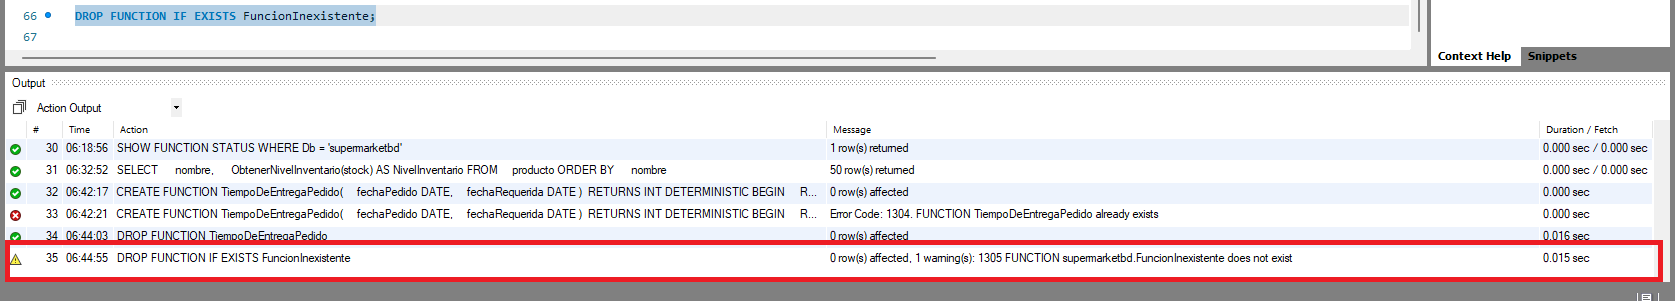 66 DROP FUNCTION IF EXISTS FuncionInexistente;
67
Context Help Snippets
Output
Action Output
# Time Action Message Duration / Fetch
30 06:18:56 SHOW FUNCTION STATUS WHERE Db = 'supermarketbd' 1 row(s) returned 0.000 sec / 0.000 sec
31 06:32:52 SELECT nombre, ObtenerNivelInventario(stock) AS NivelInventario FROM producto ORDER BY nombre 50 row(s) returned 0.000 sec / 0.000 sec
32 06:42:17 CREATE FUNCTION TiempoDeEntregaPedido( fechaPedido DATE, fechaRequerida DATE ) RETURNS INT DETERMINISTIC BEGIN R... 0 row(s) affected 0.000 sec
33 06:42:21 CREATE FUNCTION TiempoDeEntregaPedido( fechaPedido DATE, fechaRequerida DATE ) RETURNS INT DETERMINISTIC BEGIN R... Error Code: 1304. FUNCTION TiempoDeEntregaPedido already exists 0.000 sec
34 06:44:03 DROP FUNCTION TiempoDeEntregaPedido 0 row(s) affected 0.016 sec
35 06:44:55 DROP FUNCTION IF EXISTS FuncionInexistente 0 row(s) affected, 1 warning(s): 1305 FUNCTION supermarketbd.FuncionInexistente does not exist 0.015 sec